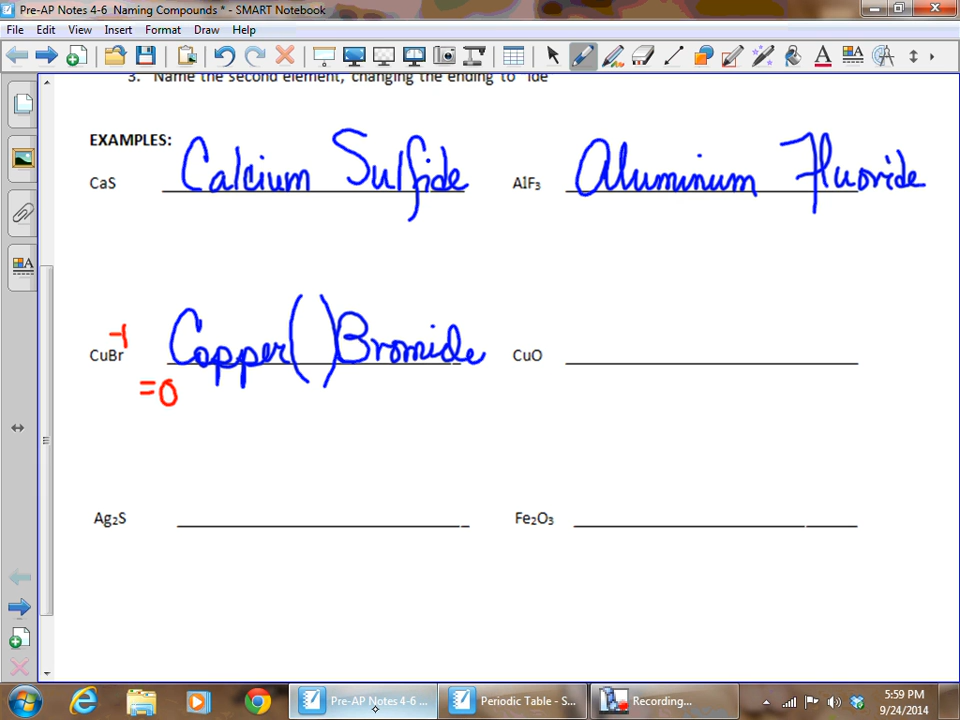 Pre-AP Notes 4-6 Naming Compounds * - SMART Notebook
File Edit View Insert Format Draw Help
3. Name the second element, changing the ending to "ide"
EXAMPLES:
CaS Calcium Sulfide AlF₃ Aluminum Fluoride
CuBr -1 Copper ( ) Bromide CuO
=0
Ag₂S Fe₂O₃
Pre-AP Notes 4-6 ... Periodic Table - S... Recording... 5:59 PM
9/24/2014